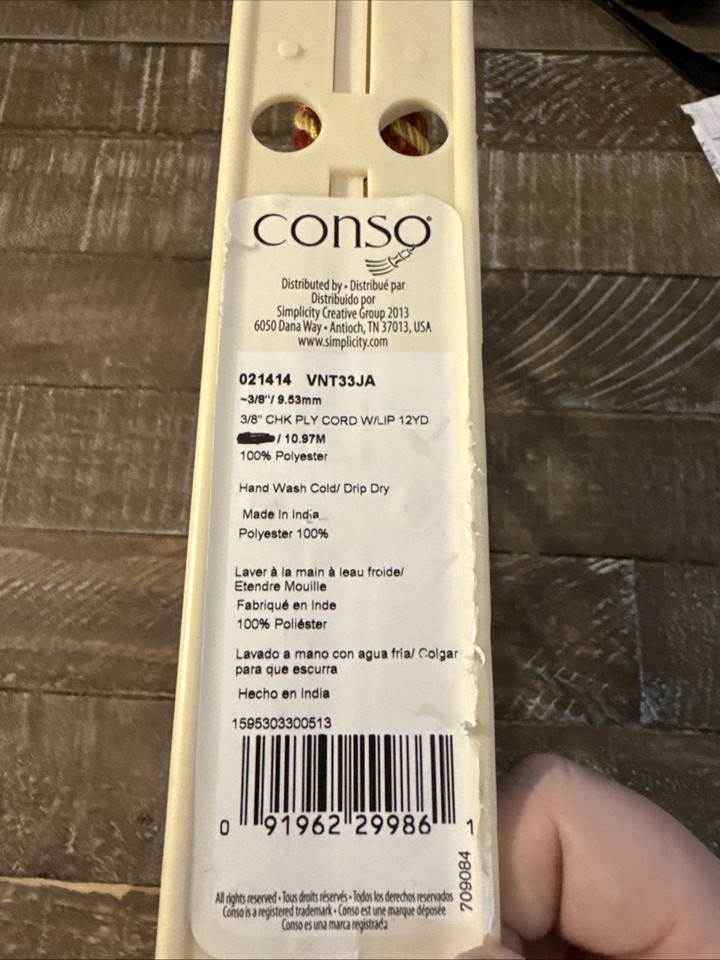 conso®
Distributed by • Distribué par
Distribuido por
Simplicity Creative Group 2013
6050 Dana Way • Antioch, TN 37013, USA
www.simplicity.com
021414 VNT33JA
~3/8"/ 9.53mm
3/8" CHK PLY CORD W/LIP 12YD
/ 10.97M
100% Polyester
Hand Wash Cold/ Drip Dry
Made In India
Polyester 100%
Laver à la main à leau froide/
Etendre Mouille
Fabriqué en Inde
100% Poliéster
Lavado a mano con agua fria/ Colgar
para que escurra
Hecho en India
1595303300513
0 91962 29986 1
709084
All rights reserved • Tous droits réservés • Todos los derechos reservados
Conso is a registered trademark • Conso est une marque déposée
Conso es una marca registrada